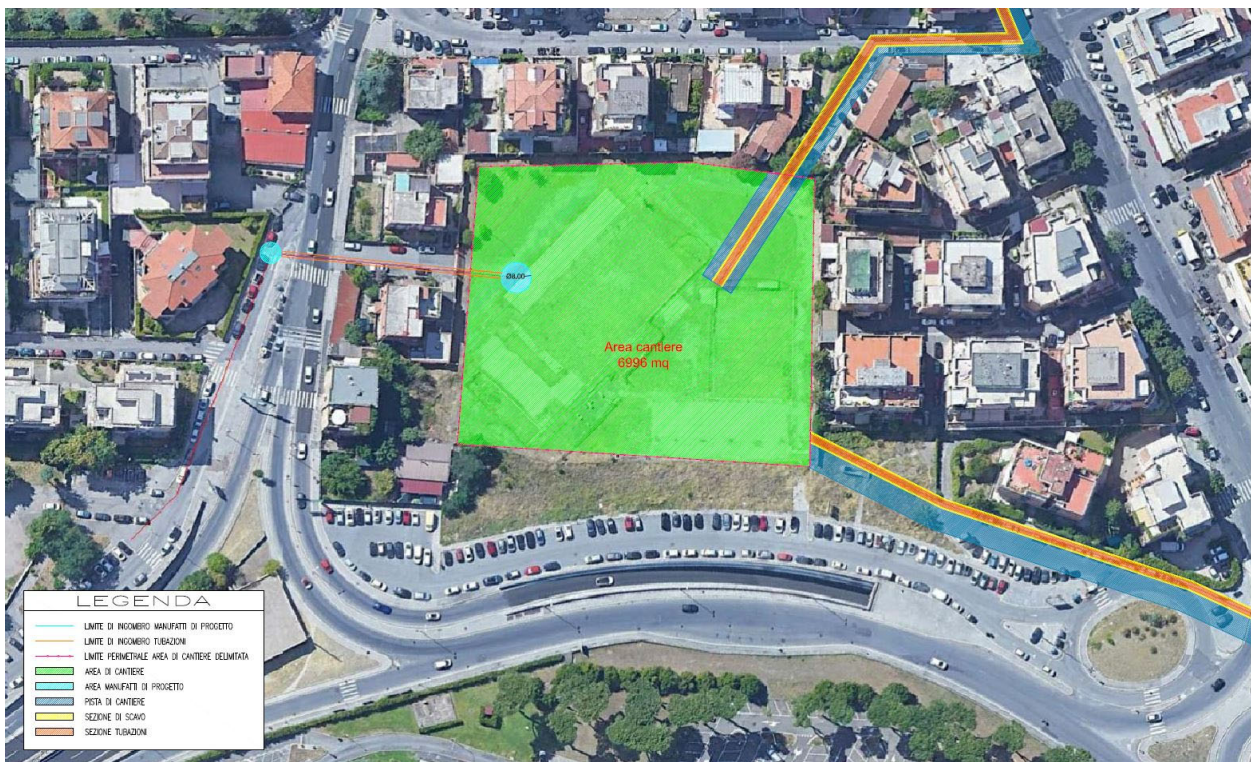 Ø8.00
Area cantiere
6996 mq
LEGENDA
LIMITE DI INGOMBRO MANUFATTI DI PROGETTO
LIMITE DI INGOMBRO TUBAZIONI
LIMITE PERIMETRALE AREA DI CANTIERE DELIMITATA
AREA DI CANTIERE
AREA MANUFATTI DI PROGETTO
PISTA DI CANTIERE
SEZIONE DI SCAVO
SEZIONE TUBAZIONI